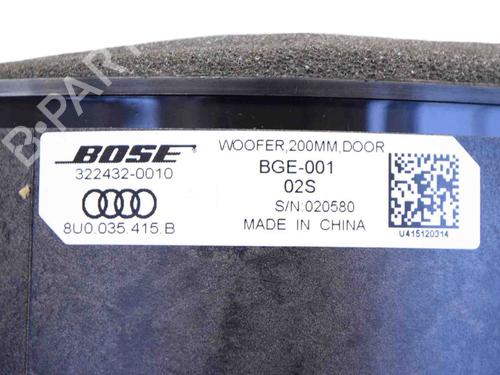 B-PARTS
BOSE
322432-0010
8U0.035.415.B
WOOFER,200MM,DOOR
BGE-001
02S
S/N:020580
MADE IN CHINA
U415120314